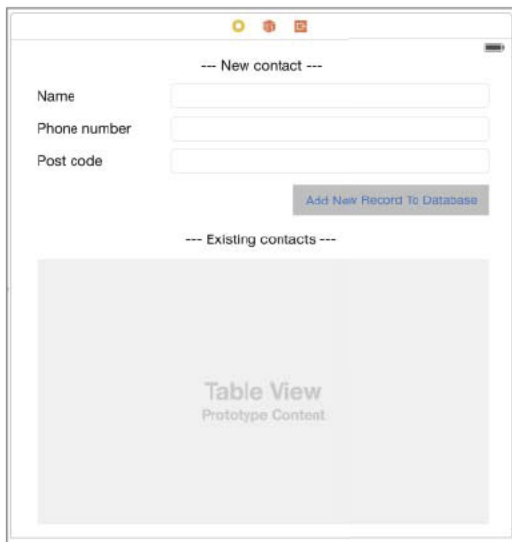 --- New contact ---
Name
Phone number
Post code
Add New Record To Database
--- Existing contacts ---
Table View
Prototype Content